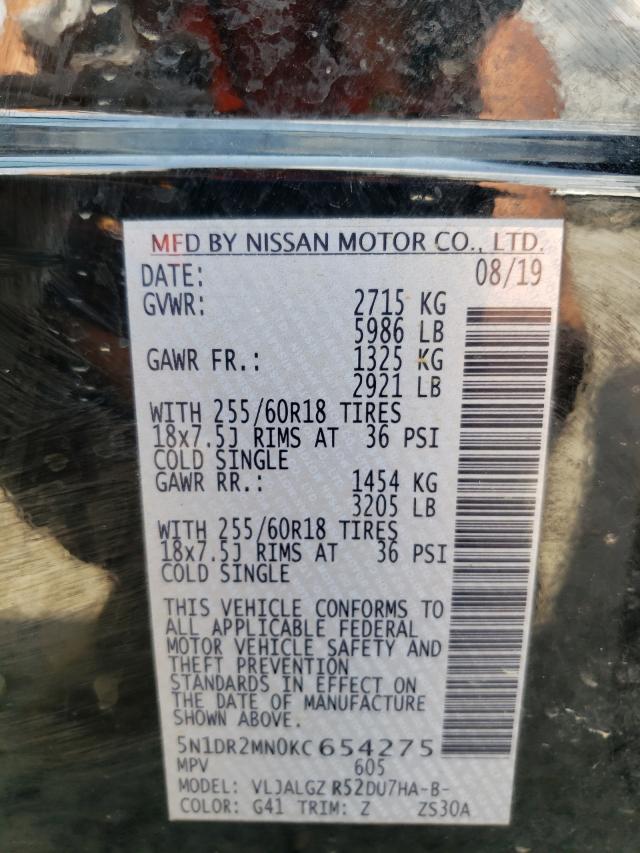 MFD BY NISSAN MOTOR CO., LTD.
DATE: 08/19
GVWR: 2715 KG
5986 LB
GAWR FR.: 1325 KG
2921 LB
WITH 255/60R18 TIRES
18x7.5J RIMS AT 36 PSI
COLD SINGLE
GAWR RR.: 1454 KG
3205 LB
WITH 255/60R18 TIRES
18x7.5J RIMS AT 36 PSI
COLD SINGLE
THIS VEHICLE CONFORMS TO
ALL APPLICABLE FEDERAL
MOTOR VEHICLE SAFETY AND
THEFT PREVENTION
STANDARDS IN EFFECT ON
THE DATE OF MANUFACTURE
SHOWN ABOVE.
5N1DR2MN0KC654275
MPV 605
MODEL: VLJALGZ R52DU7HA-B-
COLOR: G41 TRIM: Z ZS30A